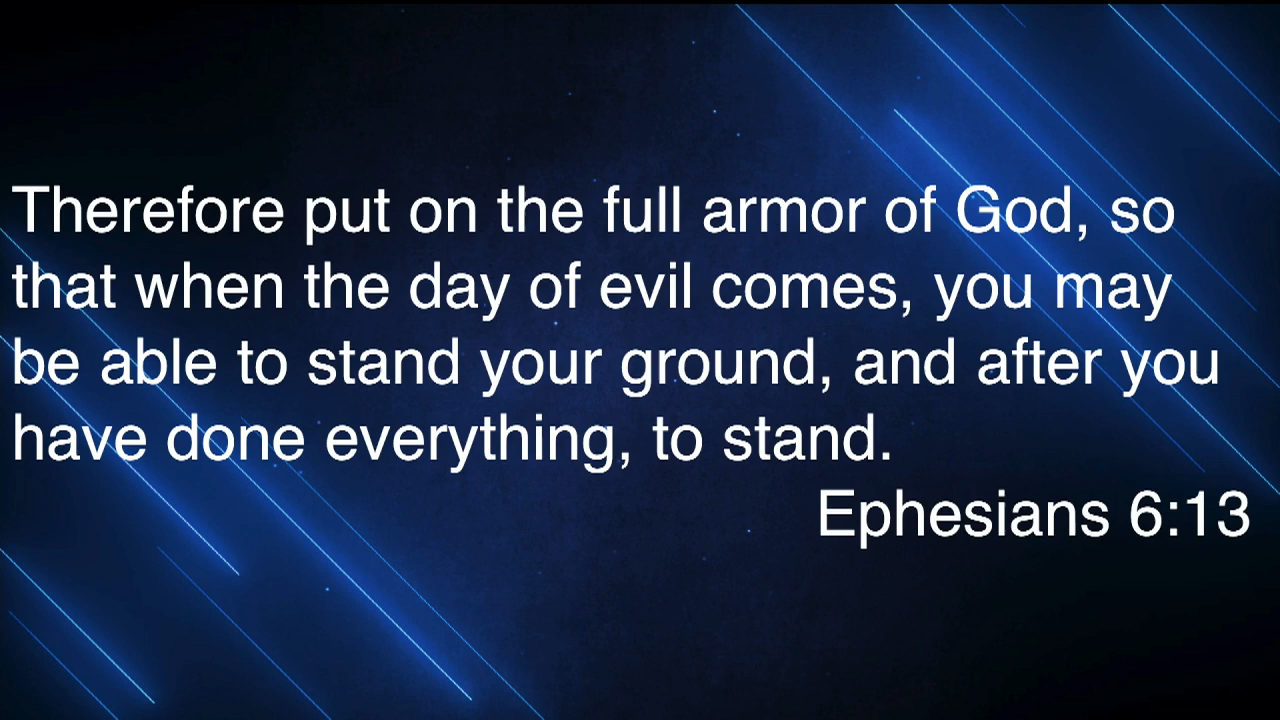 Therefore put on the full armor of God, so
that when the day of evil comes, you may
be able to stand your ground, and after you
have done everything, to stand.
Ephesians 6:13